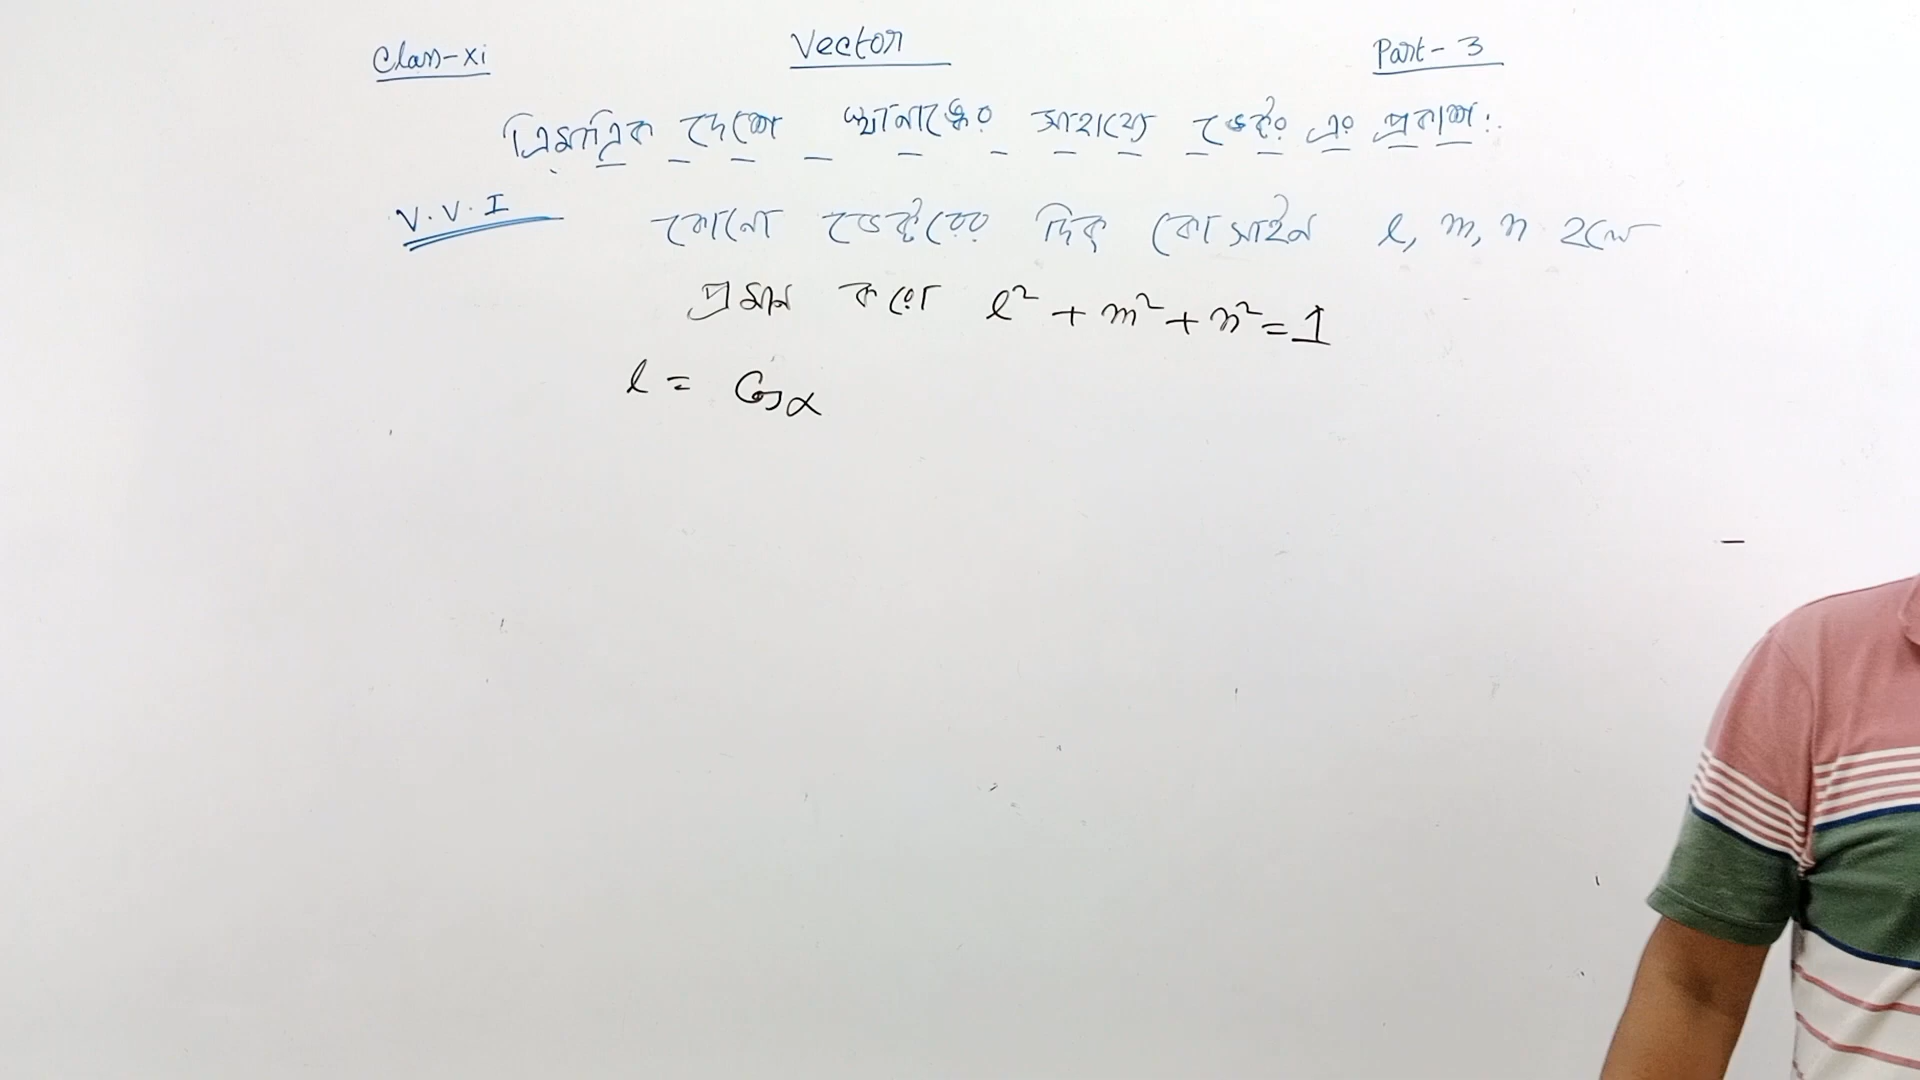 Class-xi Vector Part-3
ত্রিমাত্রিক দেশে স্থানাঙ্কের সাহায্যে ভেক্টর এর প্রকাশ:
V.V.I কোনো ভেক্টরের দিক্ কোসাইন l, m, n হলে
প্রমান করো l² + m² + n² = 1
l = Cosα